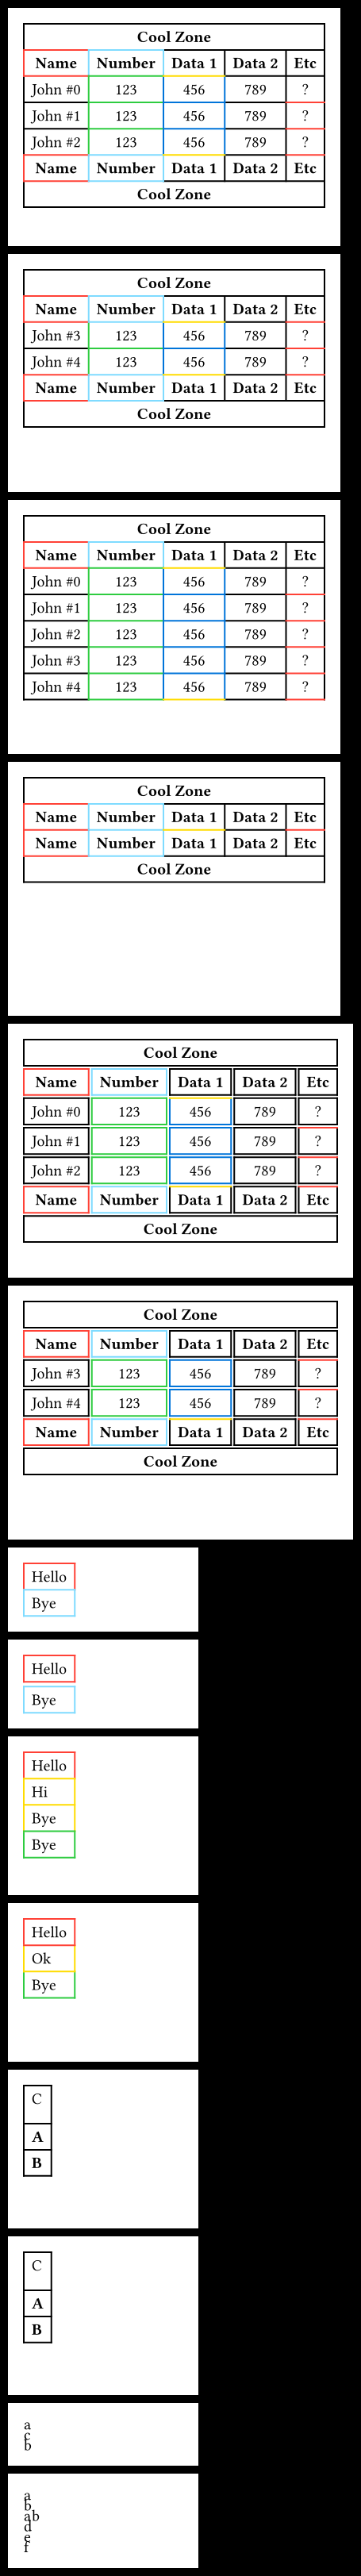 Cool Zone
Name Number Data 1 Data 2 Etc
John #0 123 456 789 ?
John #1 123 456 789 ?
John #2 123 456 789 ?
Name Number Data 1 Data 2 Etc
Cool Zone
Cool Zone
Name Number Data 1 Data 2 Etc
John #3 123 456 789 ?
John #4 123 456 789 ?
Name Number Data 1 Data 2 Etc
Cool Zone
Cool Zone
Name Number Data 1 Data 2 Etc
John #0 123 456 789 ?
John #1 123 456 789 ?
John #2 123 456 789 ?
John #3 123 456 789 ?
John #4 123 456 789 ?
Cool Zone
Name Number Data 1 Data 2 Etc
Name Number Data 1 Data 2 Etc
Cool Zone
Cool Zone
Name Number Data 1 Data 2 Etc
John #0 123 456 789 ?
John #1 123 456 789 ?
John #2 123 456 789 ?
Name Number Data 1 Data 2 Etc
Cool Zone
Cool Zone
Name Number Data 1 Data 2 Etc
John #3 123 456 789 ?
John #4 123 456 789 ?
Name Number Data 1 Data 2 Etc
Cool Zone
Hello
Bye
Hello
Bye
Hello
Hi
Bye
Bye
Hello
Ok
Bye
C
A
B
C
A
B
a
c
b
a
b
ab
d
e
f